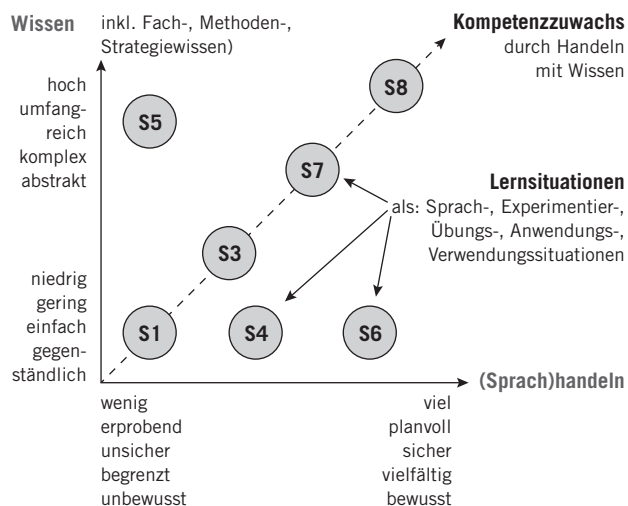 Wissen
inkl. Fach-, Methoden-,
Strategiewissen)
Kompetenzzuwachs
durch Handeln
mit Wissen
hoch
umfang-
reich
komplex
abstrakt
S8
S5
S7
Lernsituationen
als: Sprach-, Experimentier-,
Übungs-, Anwendungs-,
Verwendungssituationen
S3
niedrig
gering
einfach
gegen-
ständlich
S1
S4
S6
(Sprach)handeln
wenig
erprobend
unsicher
begrenzt
unbewusst
viel
planvoll
sicher
vielfältig
bewusst